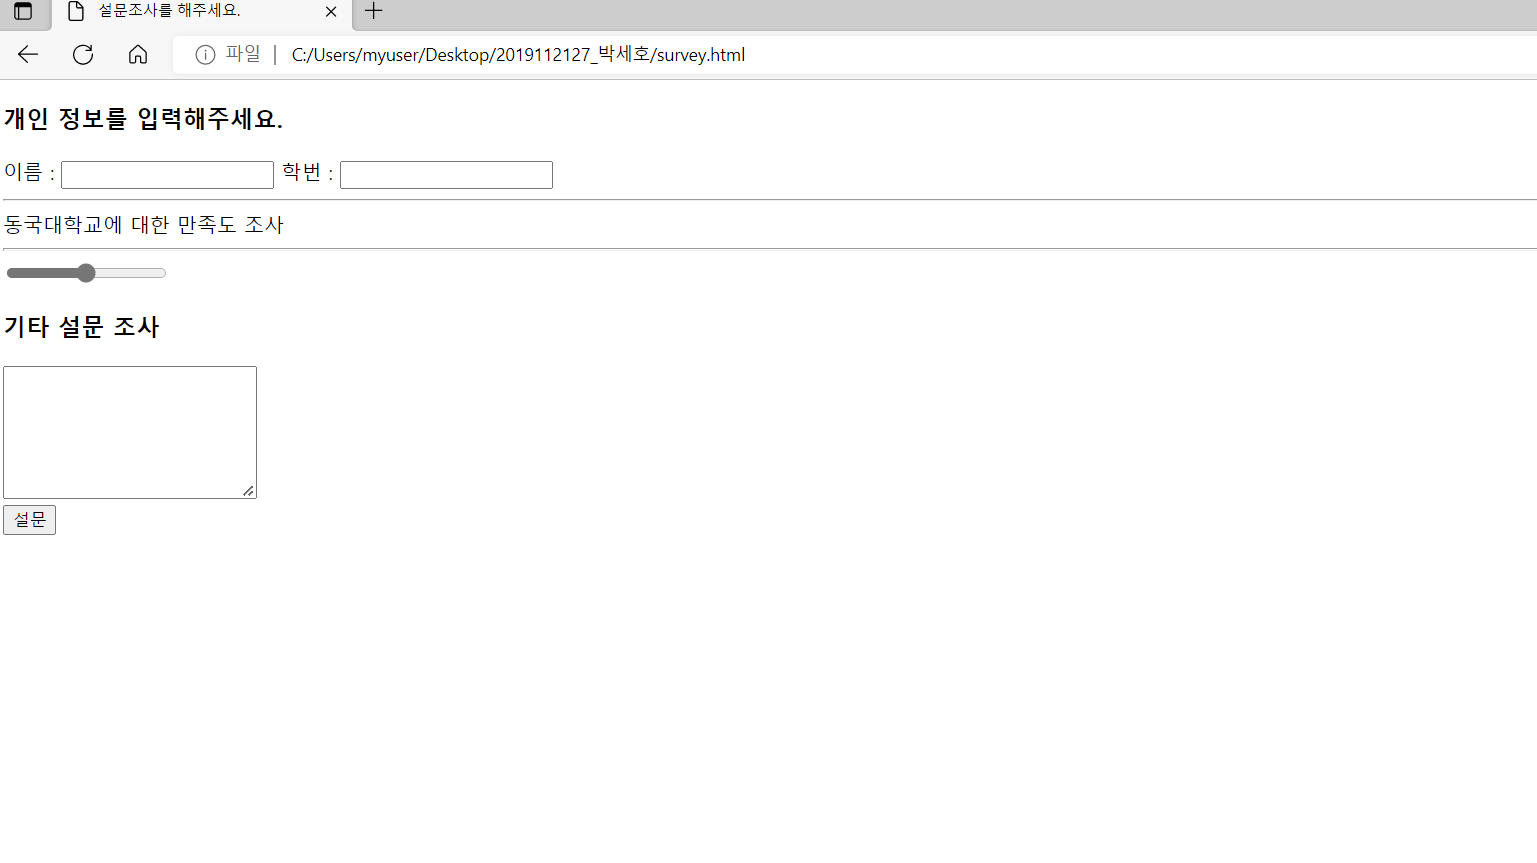 설문조사를 해주세요.
파일 | C:/Users/myuser/Desktop/2019112127_박세호/survey.html
개인 정보를 입력해주세요.
이름 : 학번 :
동국대학교에 대한 만족도 조사
기타 설문 조사
설문